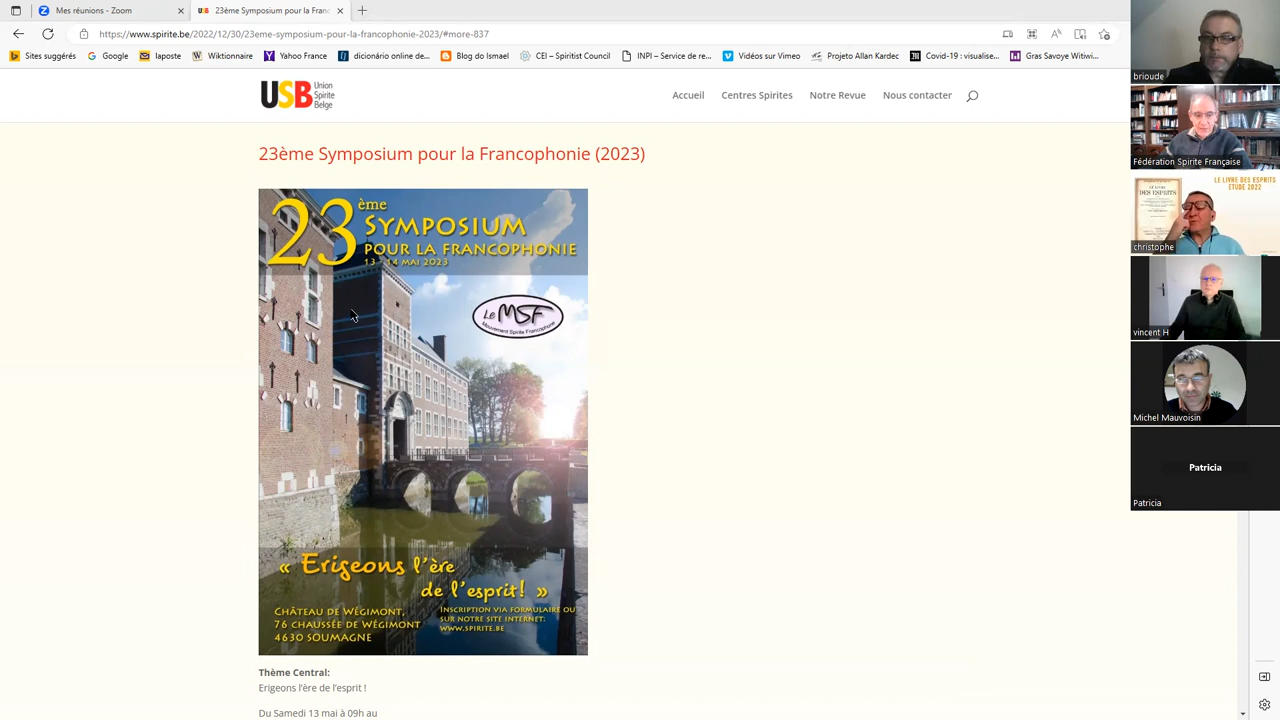 Mes réunions - Zoom
23ème Symposium pour la Franc
https://www.spirite.be/2022/12/30/23eme-symposium-pour-la-francophonie-2023/#more-837
Sites suggérés
Google
laposte
Wiktionnaire
Yahoo France
dicionário online de...
Blog do Ismael
CEI – Spiritist Council
INPI – Service de re...
Vidéos sur Vimeo
Projeto Allan Kardec
Covid-19 : visualise...
Gras Savoye Witiwi...
USB Union
Spirite
Belge
Accueil
Centres Spirites
Notre Revue
Nous contacter
23ème Symposium pour la Francophonie (2023)
23ème
Symposium
pour la Francophonie
13 - 14 mai 2023
Le MSF
Mouvement Spirite Francophone
« Erigeons l'ère
de l'esprit! »
Château de Wégimont,
76 chaussée de Wégimont
4630 Soumagne
Inscription via formulaire ou
sur notre site internet:
www.spirite.be
Thème Central:
Erigeons l'ère de l'esprit !
Du Samedi 13 mai à 09h au
brioude
Fédération Spirite Française
LE LIVRE DES ESPRITS
ETUDE 2022
DES ESPRITS
christophe
vincent H
Michel Mauvoisin
Patricia
Patricia